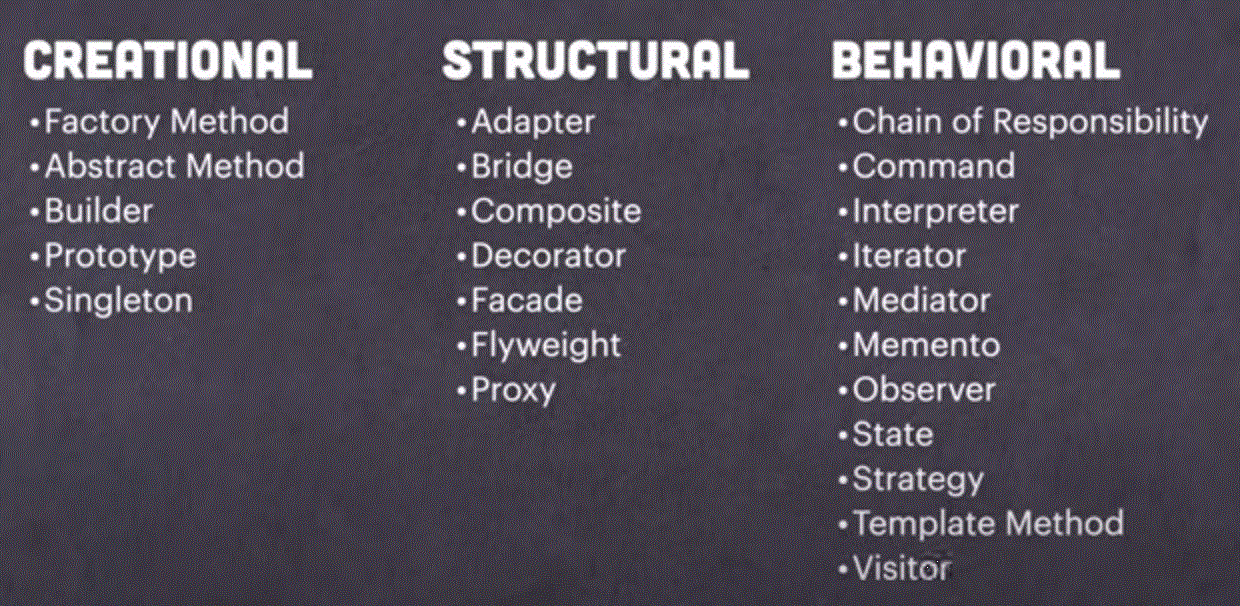 CREATIONAL
•Factory Method
•Abstract Method
•Builder
•Prototype
•Singleton
STRUCTURAL
•Adapter
•Bridge
•Composite
•Decorator
•Facade
•Flyweight
•Proxy
BEHAVIORAL
•Chain of Responsibility
•Command
•Interpreter
•Iterator
•Mediator
•Memento
•Observer
•State
•Strategy
•Template Method
•Visitor